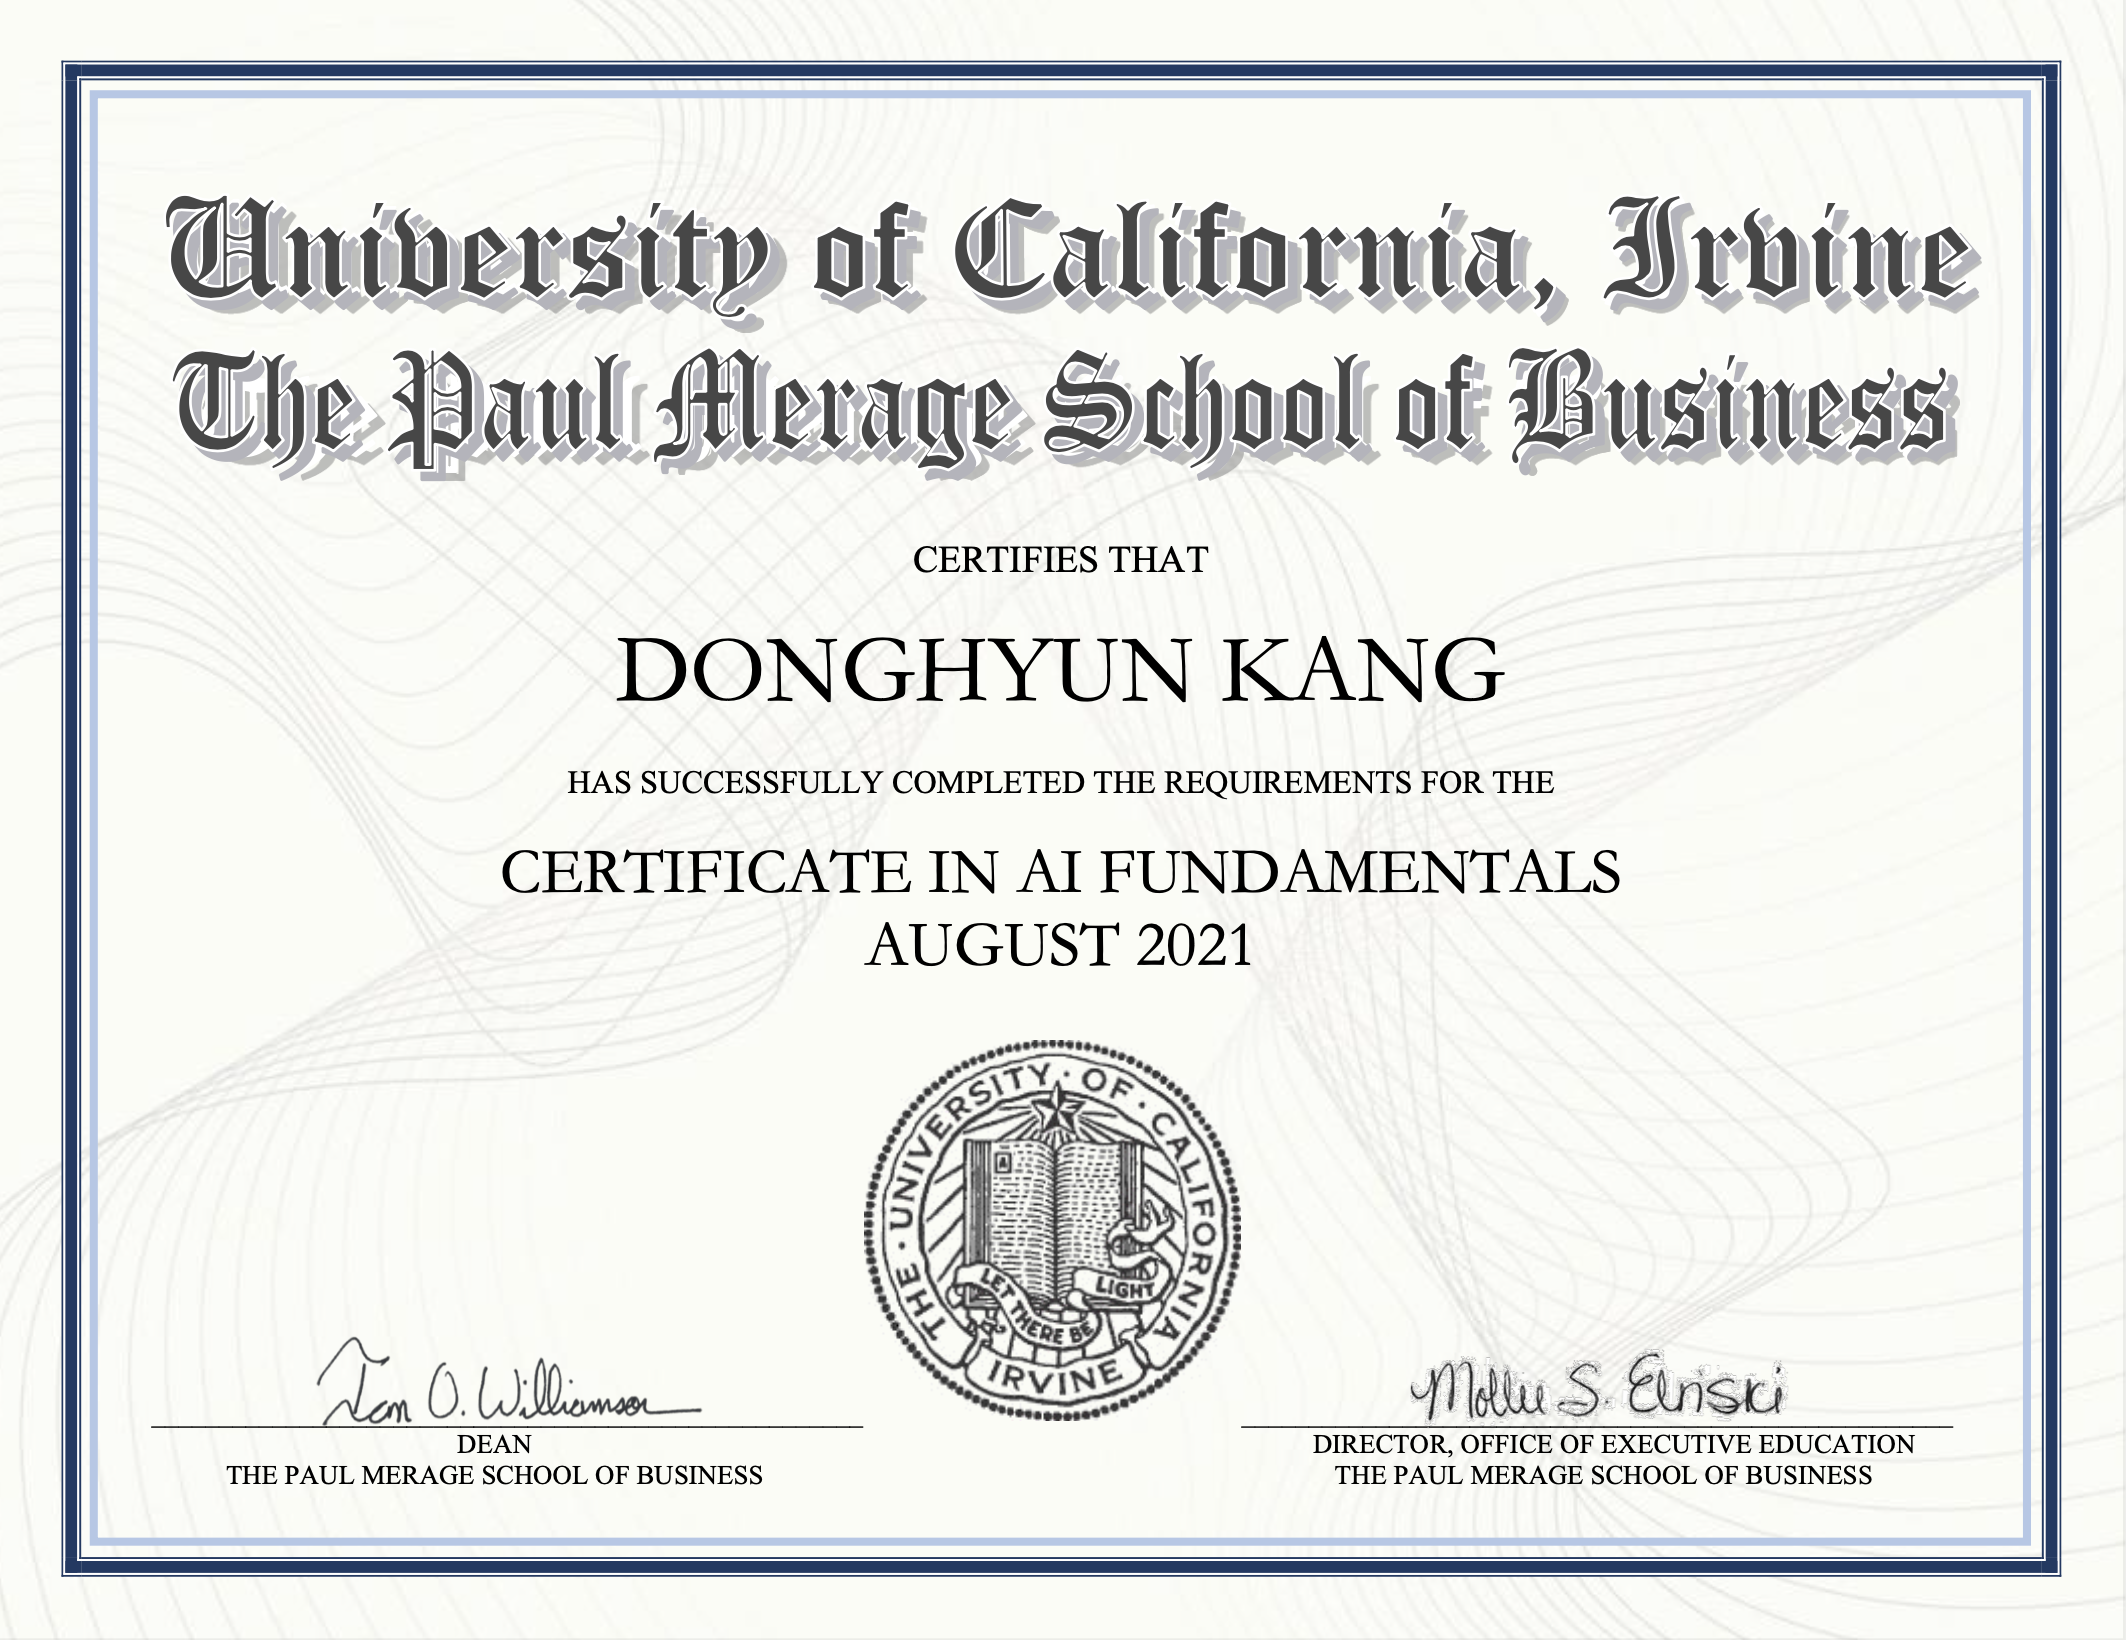 University of California, Irvine
The Paul Merage School of Business
CERTIFIES THAT
DONGHYUN KANG
HAS SUCCESSFULLY COMPLETED THE REQUIREMENTS FOR THE
CERTIFICATE IN AI FUNDAMENTALS
AUGUST 2021
THE · UNIVERSITY · OF · CALIFORNIA
A
LET THERE BE LIGHT
IRVINE
Ian O. Williamson
DEAN
THE PAUL MERAGE SCHOOL OF BUSINESS
Mollie S. Elriski
DIRECTOR, OFFICE OF EXECUTIVE EDUCATION
THE PAUL MERAGE SCHOOL OF BUSINESS